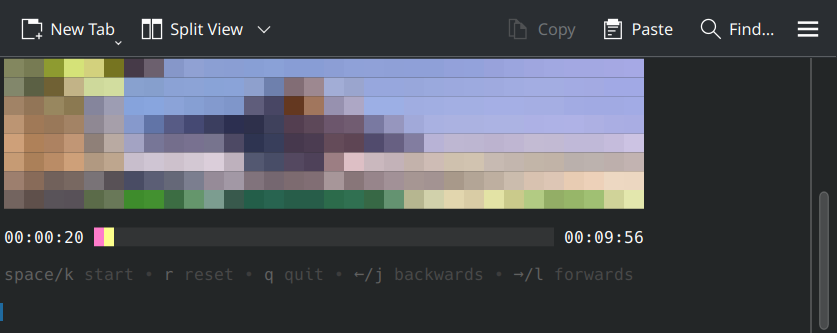 New Tab Split View Copy Paste Find...
00:00:20 00:09:56
space/k start • r reset • q quit • ←/j backwards • →/l forwards